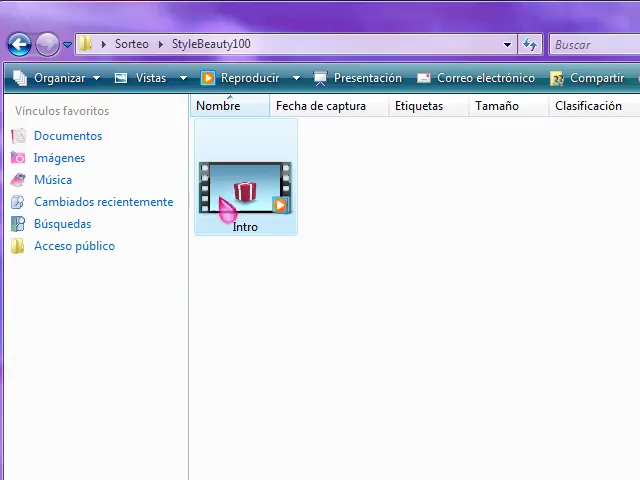 Sorteo StyleBeauty100 Buscar
Organizar Vistas Reproducir Presentación Correo electrónico Compartir
Vínculos favoritos
Documentos
Imágenes
Música
Cambiados recientemente
Búsquedas
Acceso público
Nombre Fecha de captura Etiquetas Tamaño Clasificación
Intro